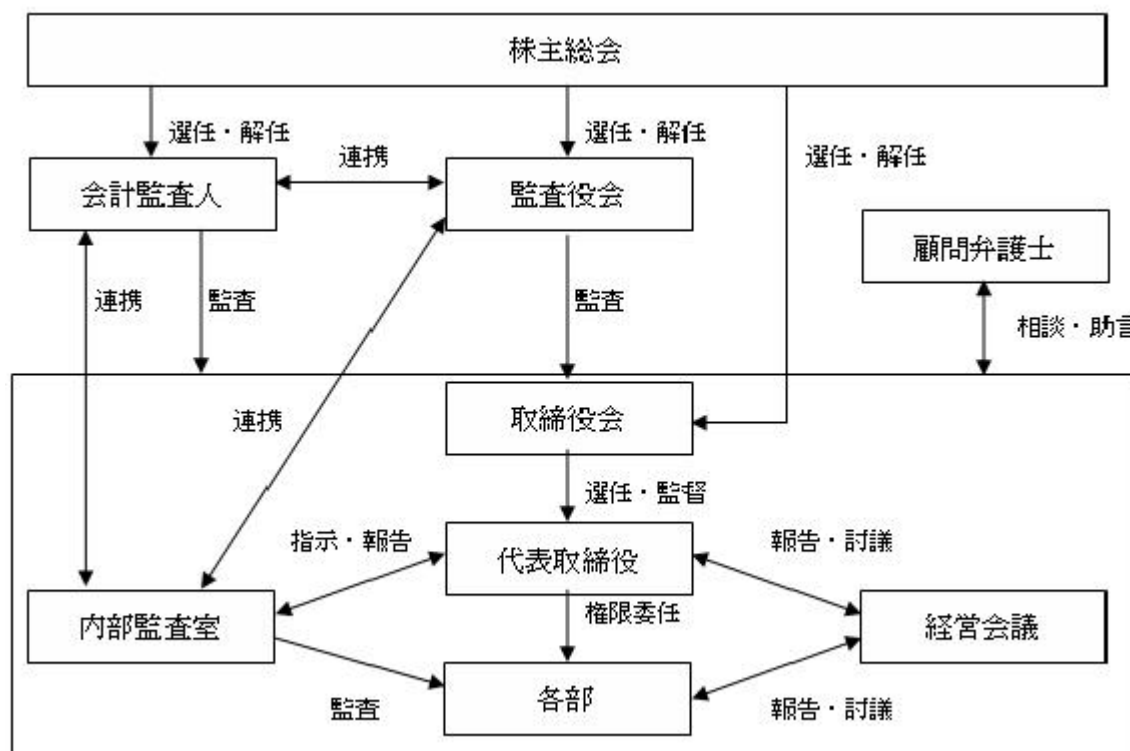 株主総会
選任・解任
選任・解任
選任・解任
連携
会計監査人
監査役会
顧問弁護士
連携
監査
監査
相談・助言
連携
取締役会
選任・監督
指示・報告
代表取締役
報告・討議
内部監査室
権限委任
経営会議
監査
各部
報告・討議